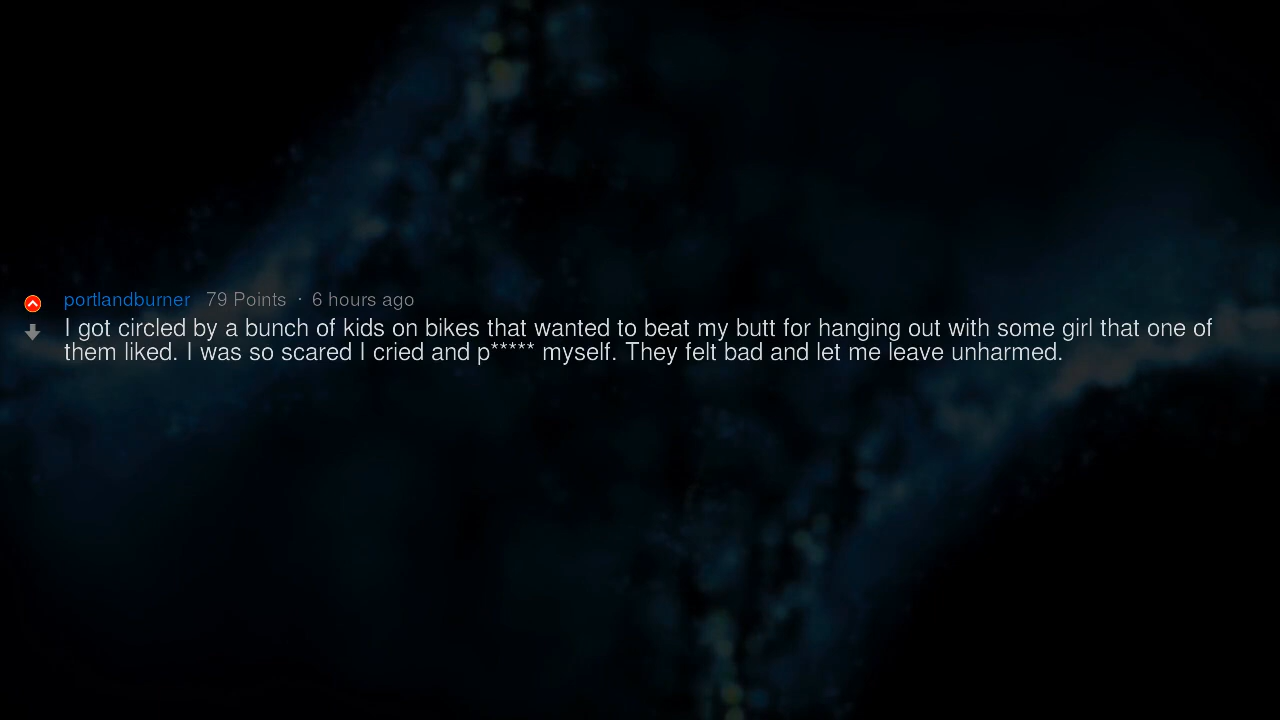 portlandburner 79 Points · 6 hours ago
I got circled by a bunch of kids on bikes that wanted to beat my butt for hanging out with some girl that one of
them liked. I was so scared I cried and p***** myself. They felt bad and let me leave unharmed.